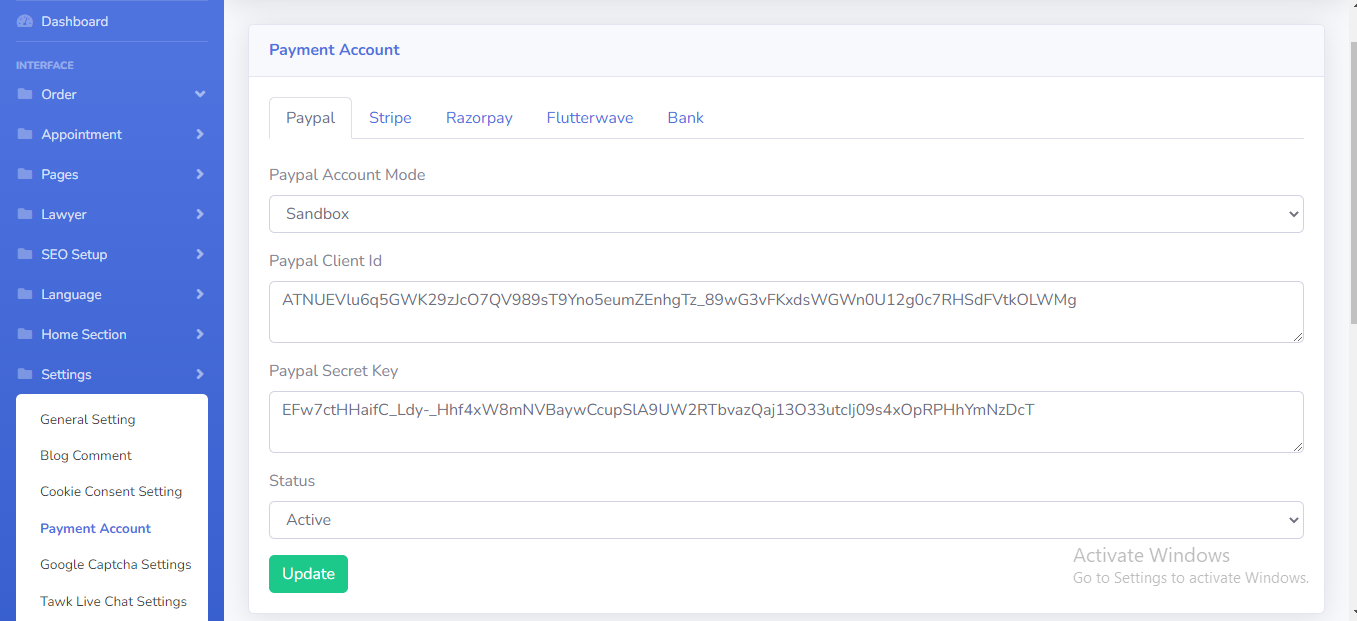 Dashboard
INTERFACE
Order
Appointment
Pages
Lawyer
SEO Setup
Language
Home Section
Settings
General Setting
Blog Comment
Cookie Consent Setting
Payment Account
Google Captcha Settings
Tawk Live Chat Settings
Payment Account
Paypal Stripe Razorpay Flutterwave Bank
Paypal Account Mode
Sandbox
Paypal Client Id
ATNUEVlu6q5GWK29zJcO7QV989sT9Yno5eumZEnhgTz_89wG3vFKxdsWGWn0U12g0c7RHSdFVtkOLWMg
Paypal Secret Key
EFw7ctHHaifC_Ldy-_Hhf4xW8mNVBaywCcupSlA9UW2RTbvazQaj13O33utcIj09s4xOpRPHhYmNzDcT
Status
Active
Update
Activate Windows
Go to Settings to activate Windows.